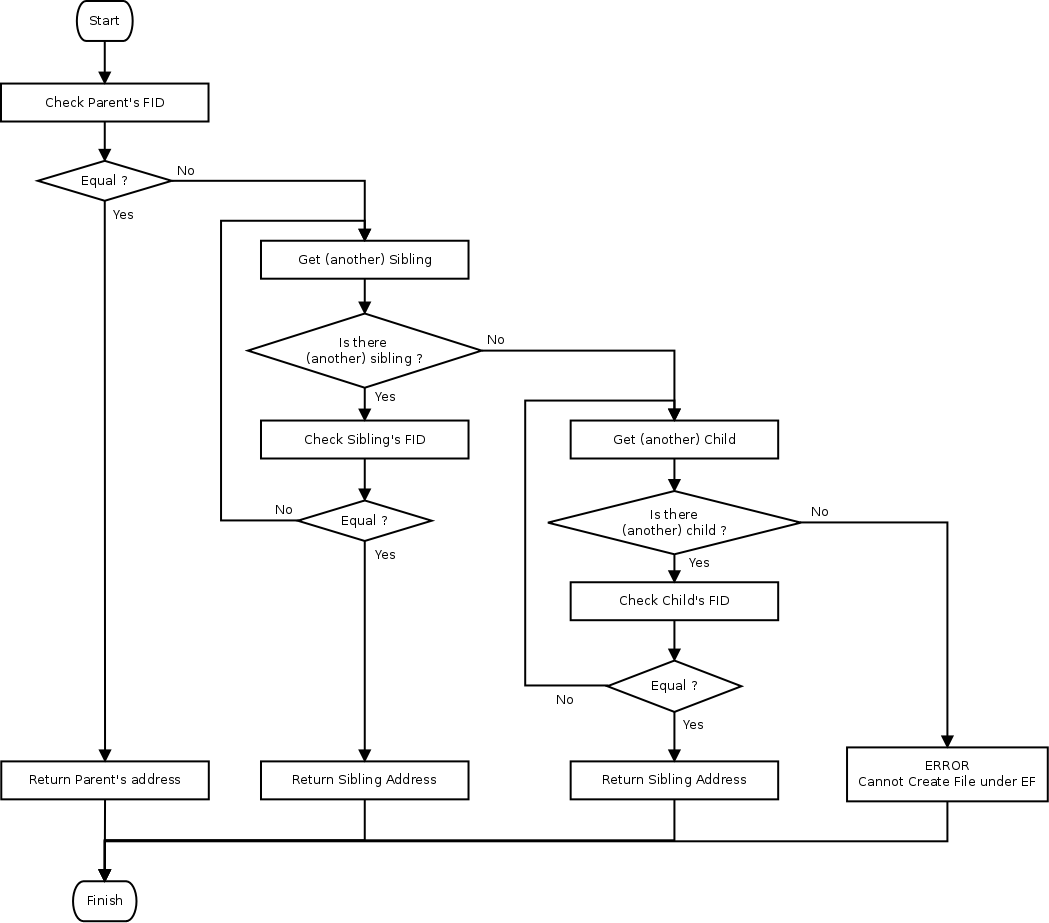 Start
Check Parent's FID
Equal ?
No
Yes
Get (another) Sibling
Is there
(another) sibling ?
No
Yes
Check Sibling's FID
Equal ?
No
Yes
Get (another) Child
Is there
(another) child ?
No
Yes
Check Child's FID
Equal ?
No
Yes
Return Parent's address
Return Sibling Address
Return Sibling Address
ERROR
Cannot Create File under EF
Finish